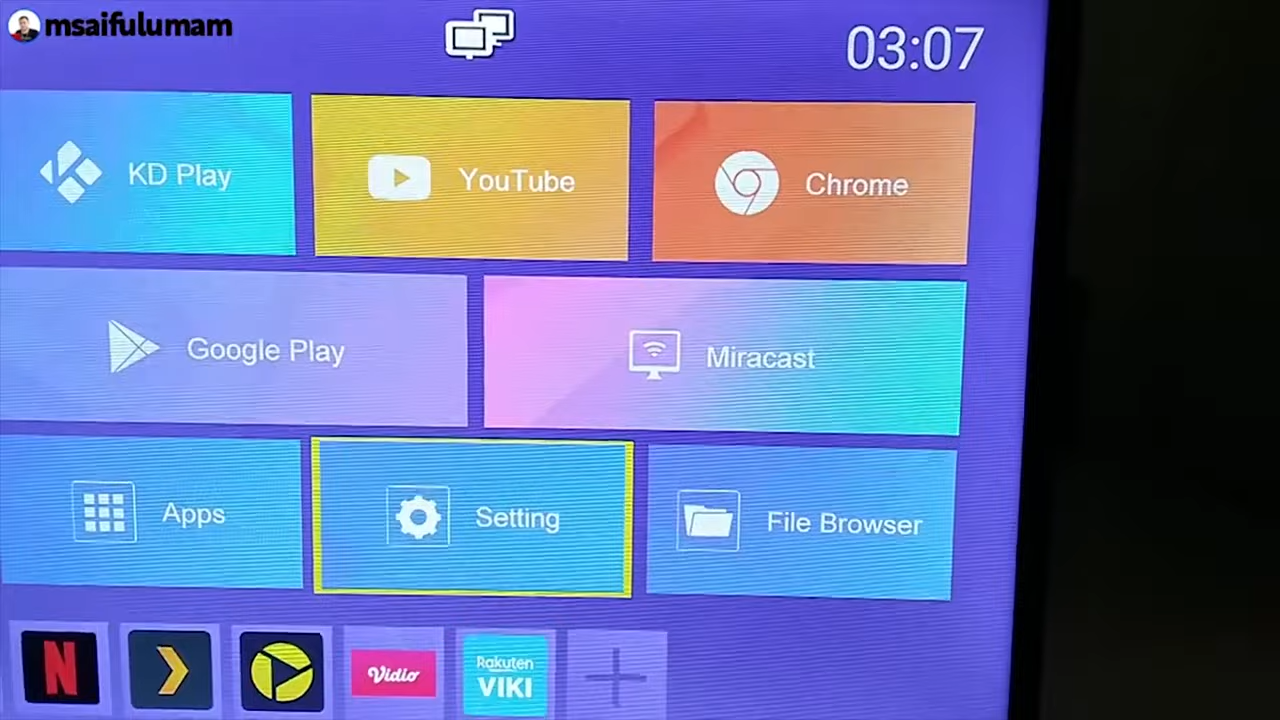 msaifulumam
03:07
KD Play
YouTube
Chrome
Google Play
Miracast
Apps
Setting
File Browser
N
Vidio
Rakuten
VIKI